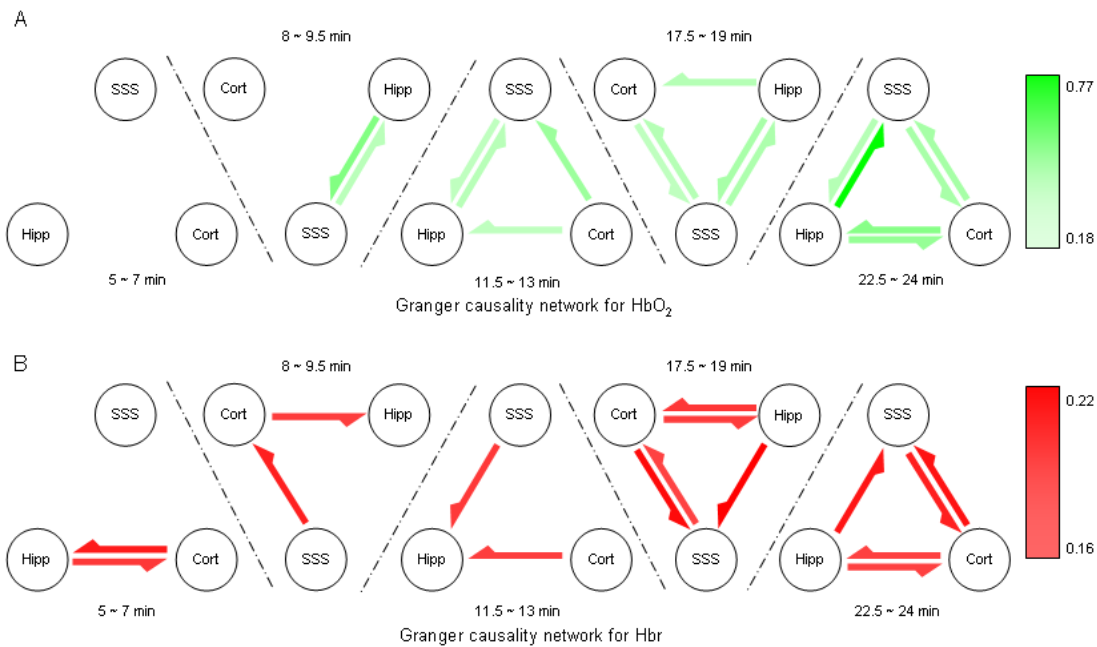 A
8 ~ 9.5 min
17.5 ~ 19 min
SSS
Cort
Hipp
SSS
Cort
Hipp
SSS
0.77
Hipp
Cort
SSS
Hipp
Cort
SSS
Hipp
Cort
0.18
5 ~ 7 min
11.5 ~ 13 min
22.5 ~ 24 min
Granger causality network for HbO₂
B
8 ~ 9.5 min
17.5 ~ 19 min
SSS
Cort
Hipp
SSS
Cort
Hipp
SSS
0.22
Hipp
Cort
SSS
Hipp
Cort
SSS
Hipp
Cort
0.16
5 ~ 7 min
11.5 ~ 13 min
22.5 ~ 24 min
Granger causality network for Hbr